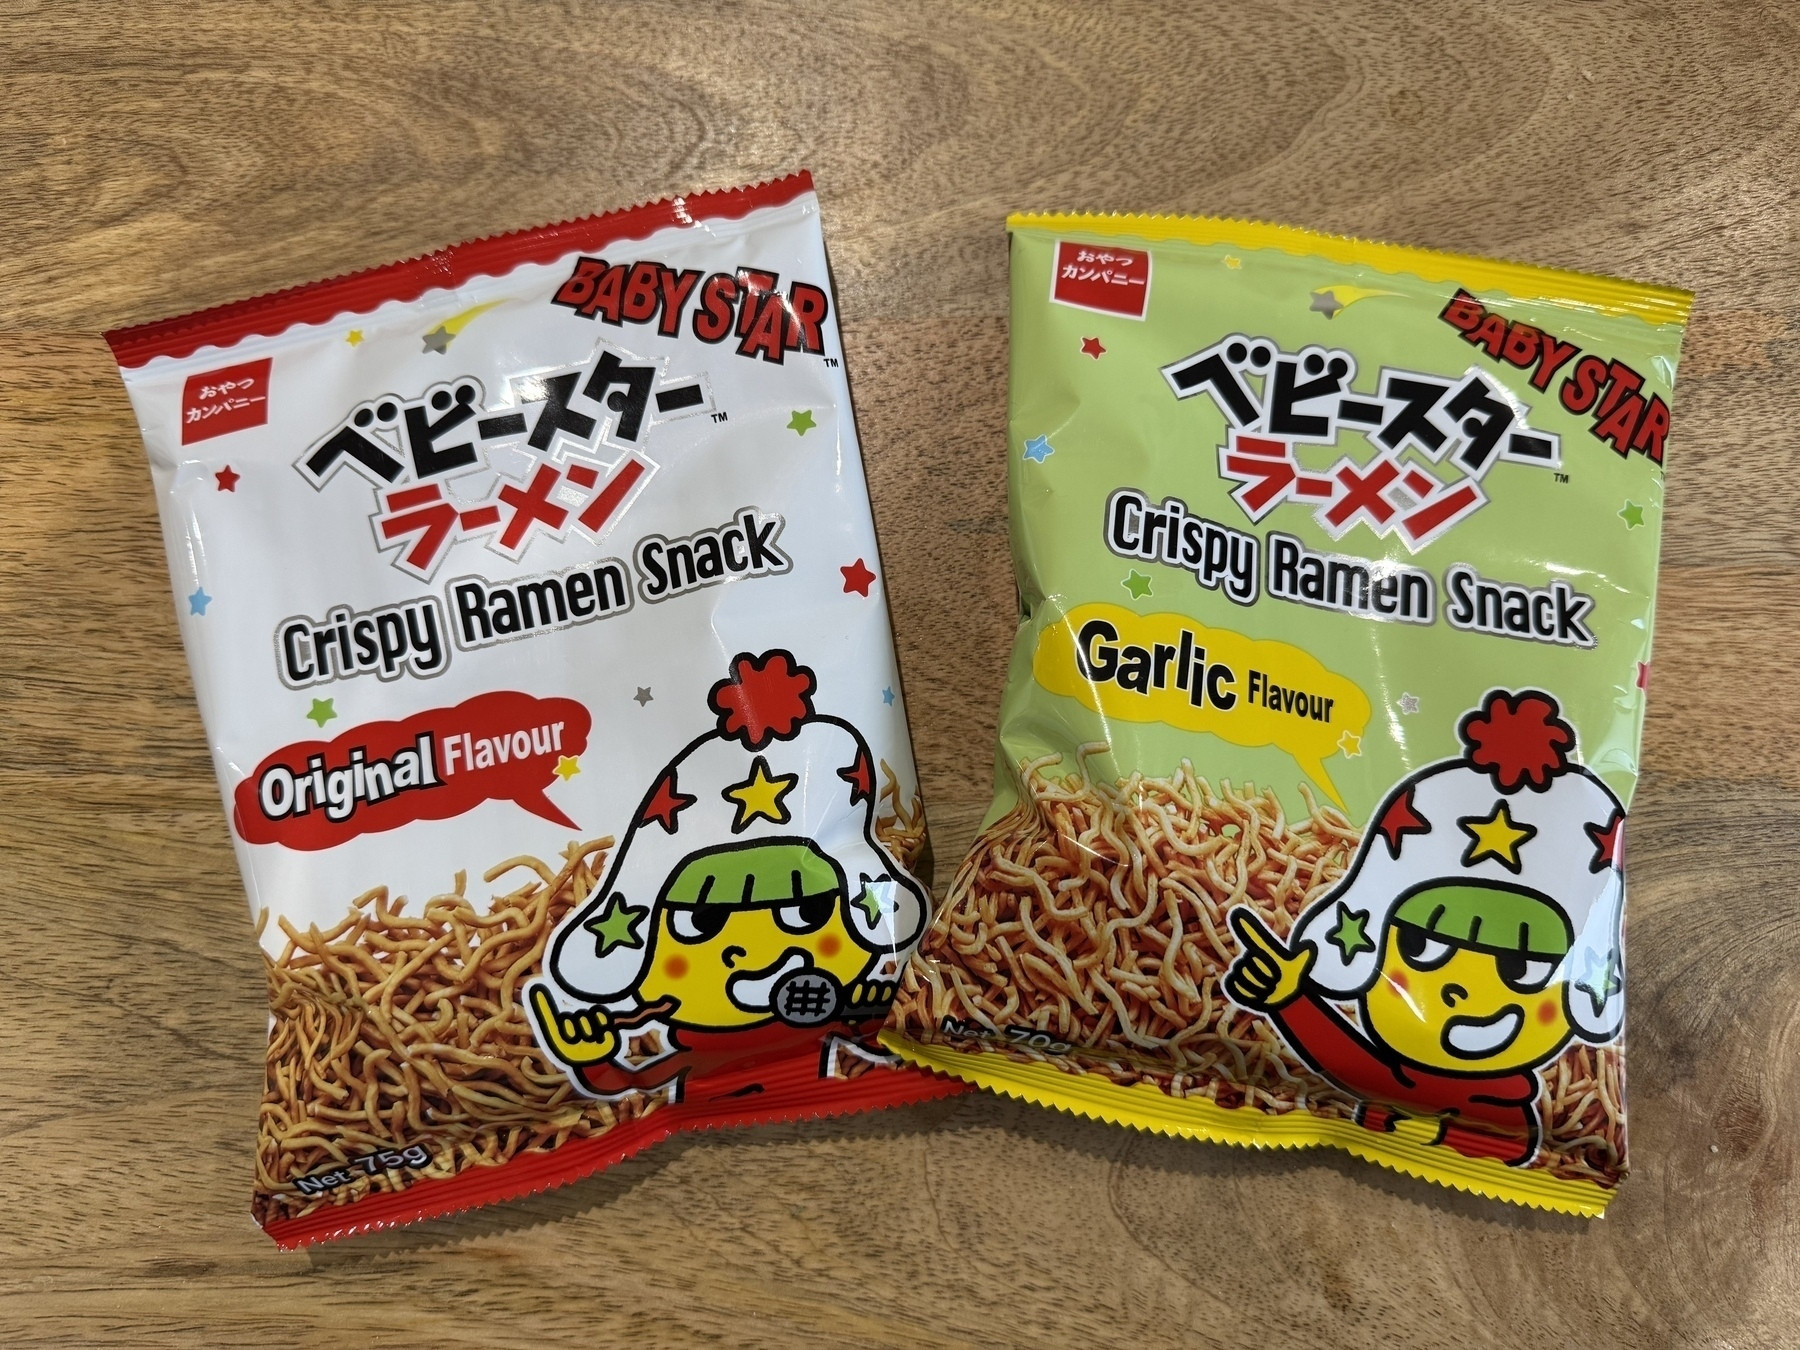 おやつ
カンパニー
BABY STAR™
ベビースター™
ラーメン
Crispy Ramen Snack
Original Flavour
Net 75g
おやつ
カンパニー
BABY STAR
ベビースター
ラーメン™
Crispy Ramen Snack
Garlic Flavour
Net 70g